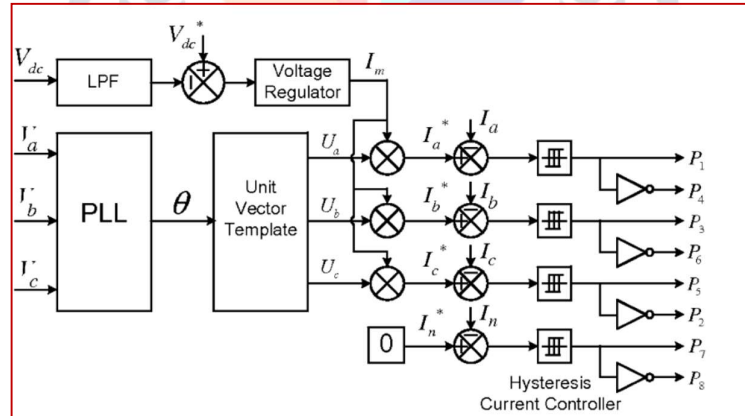 V_dc^*
V_dc
LPF
Voltage
Regulator
I_m
V_a
V_b
V_c
PLL
θ
Unit
Vector
Template
U_a
U_b
U_c
I_a^*
I_a
I_b^*
I_b
I_c^*
I_c
I_n^*
I_n
0
P_1
P_4
P_3
P_6
P_5
P_2
P_7
P_8
Hysteresis
Current Controller